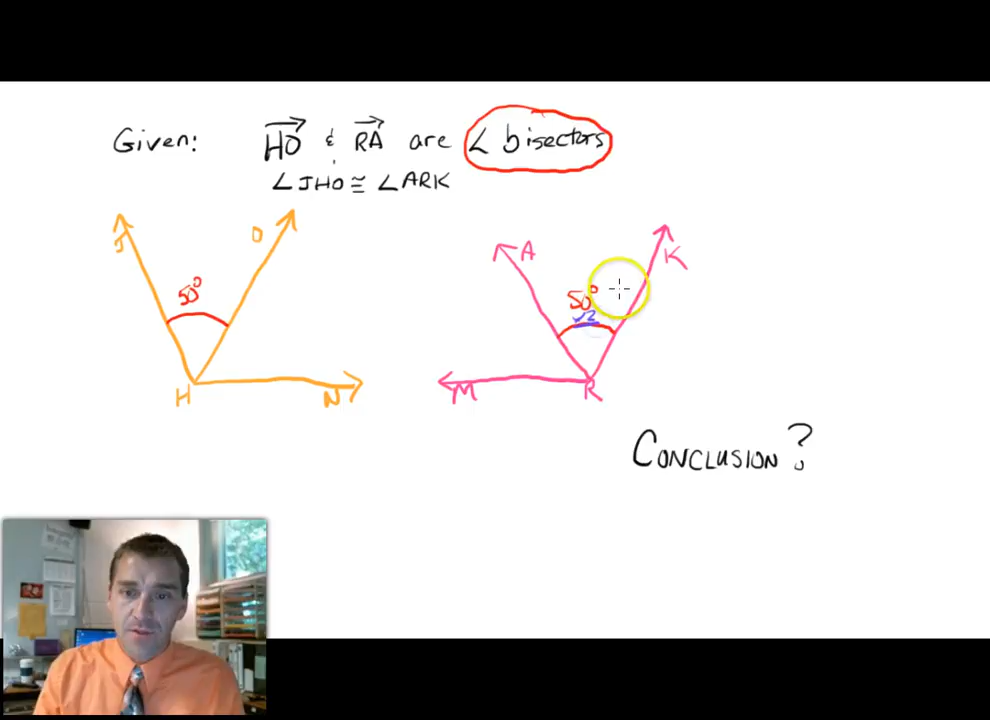 Given: HO & RA are ∠ bisectors
∠JHO ≅ ∠ARK
J O A K
50° 50°
H N M R
CONCLUSION?